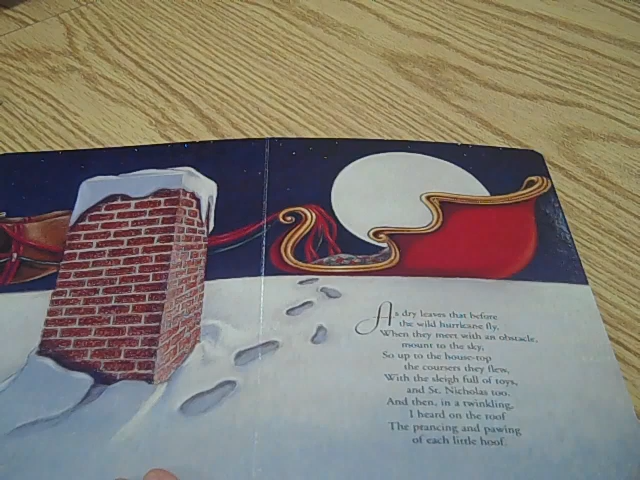 As dry leaves that before
the wild hurricane fly,
When they meet with an obstacle,
mount to the sky,
So up to the house-top
the coursers they flew,
With the sleigh full of toys,
and St. Nicholas too.
And then, in a twinkling,
I heard on the roof
The prancing and pawing
of each little hoof.